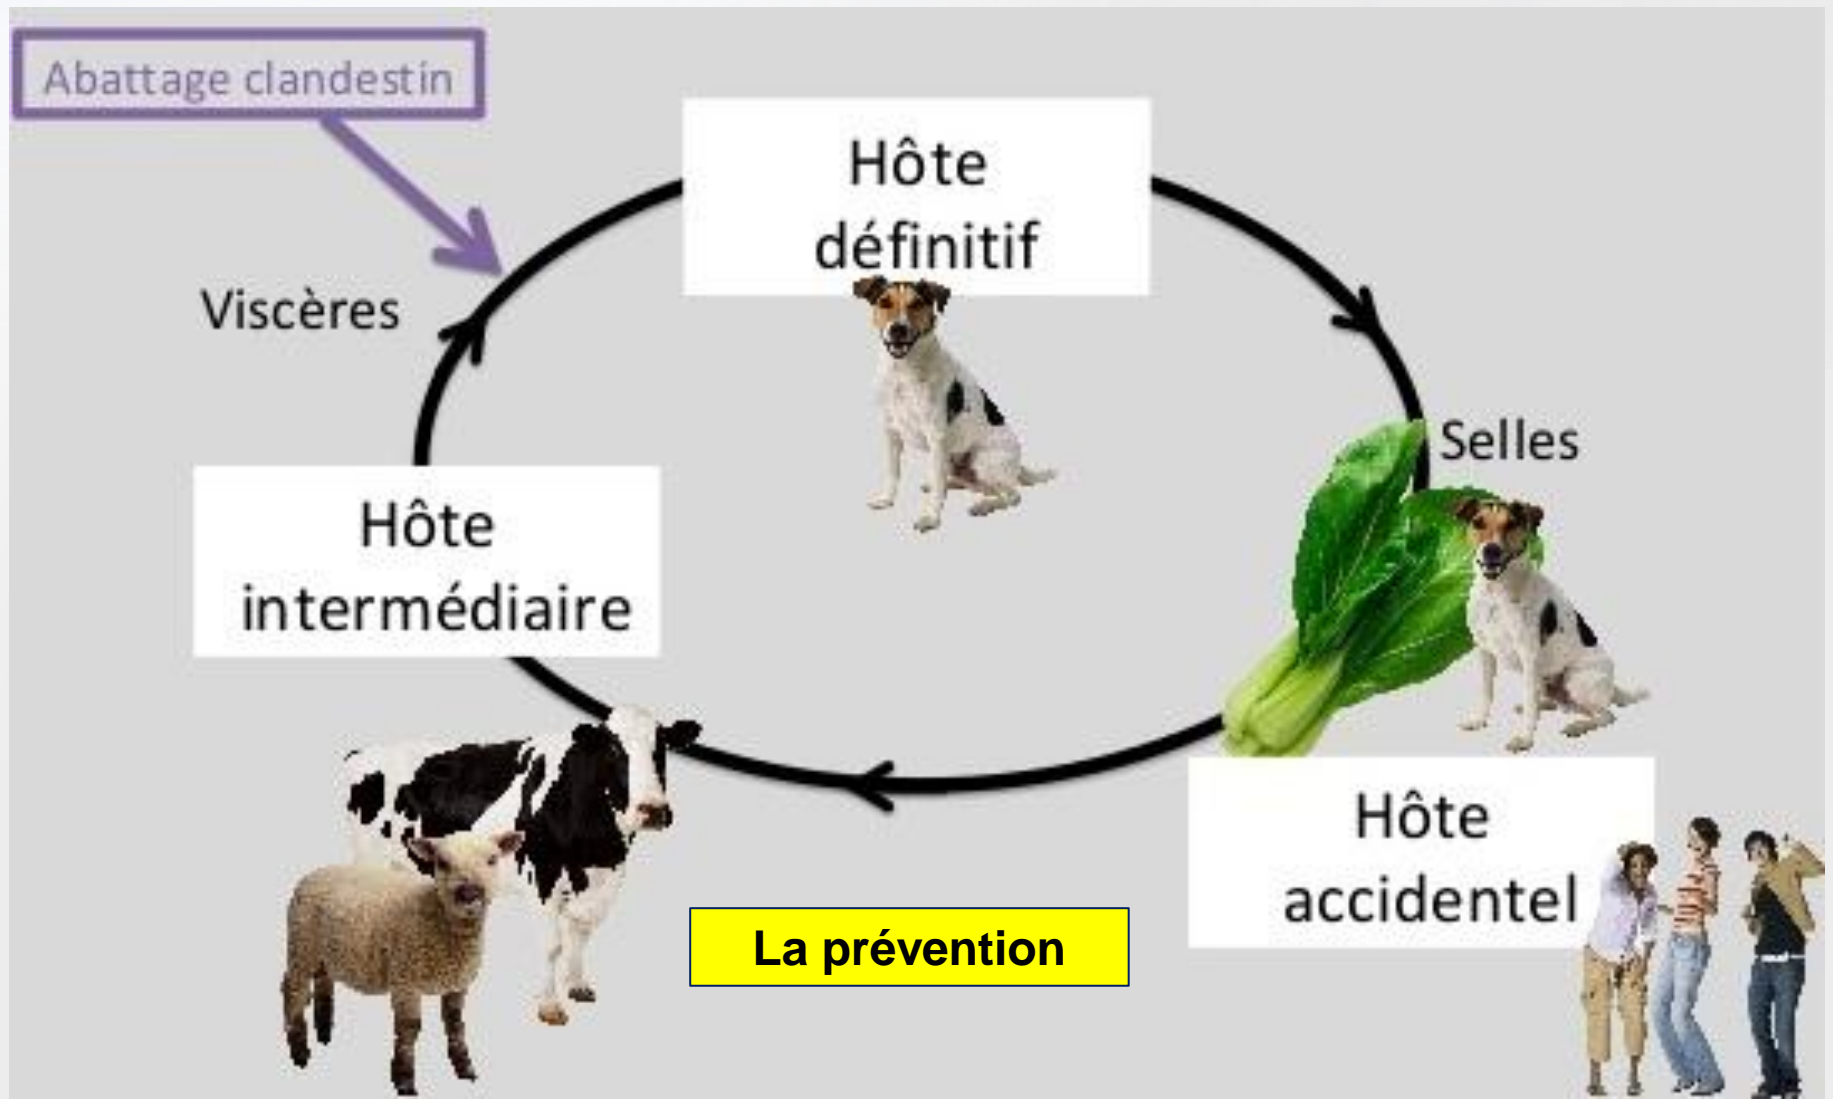 Abattage clandestin
Hôte
définitif
Viscères
Selles
Hôte
intermédiaire
Hôte
accidentel
La prévention